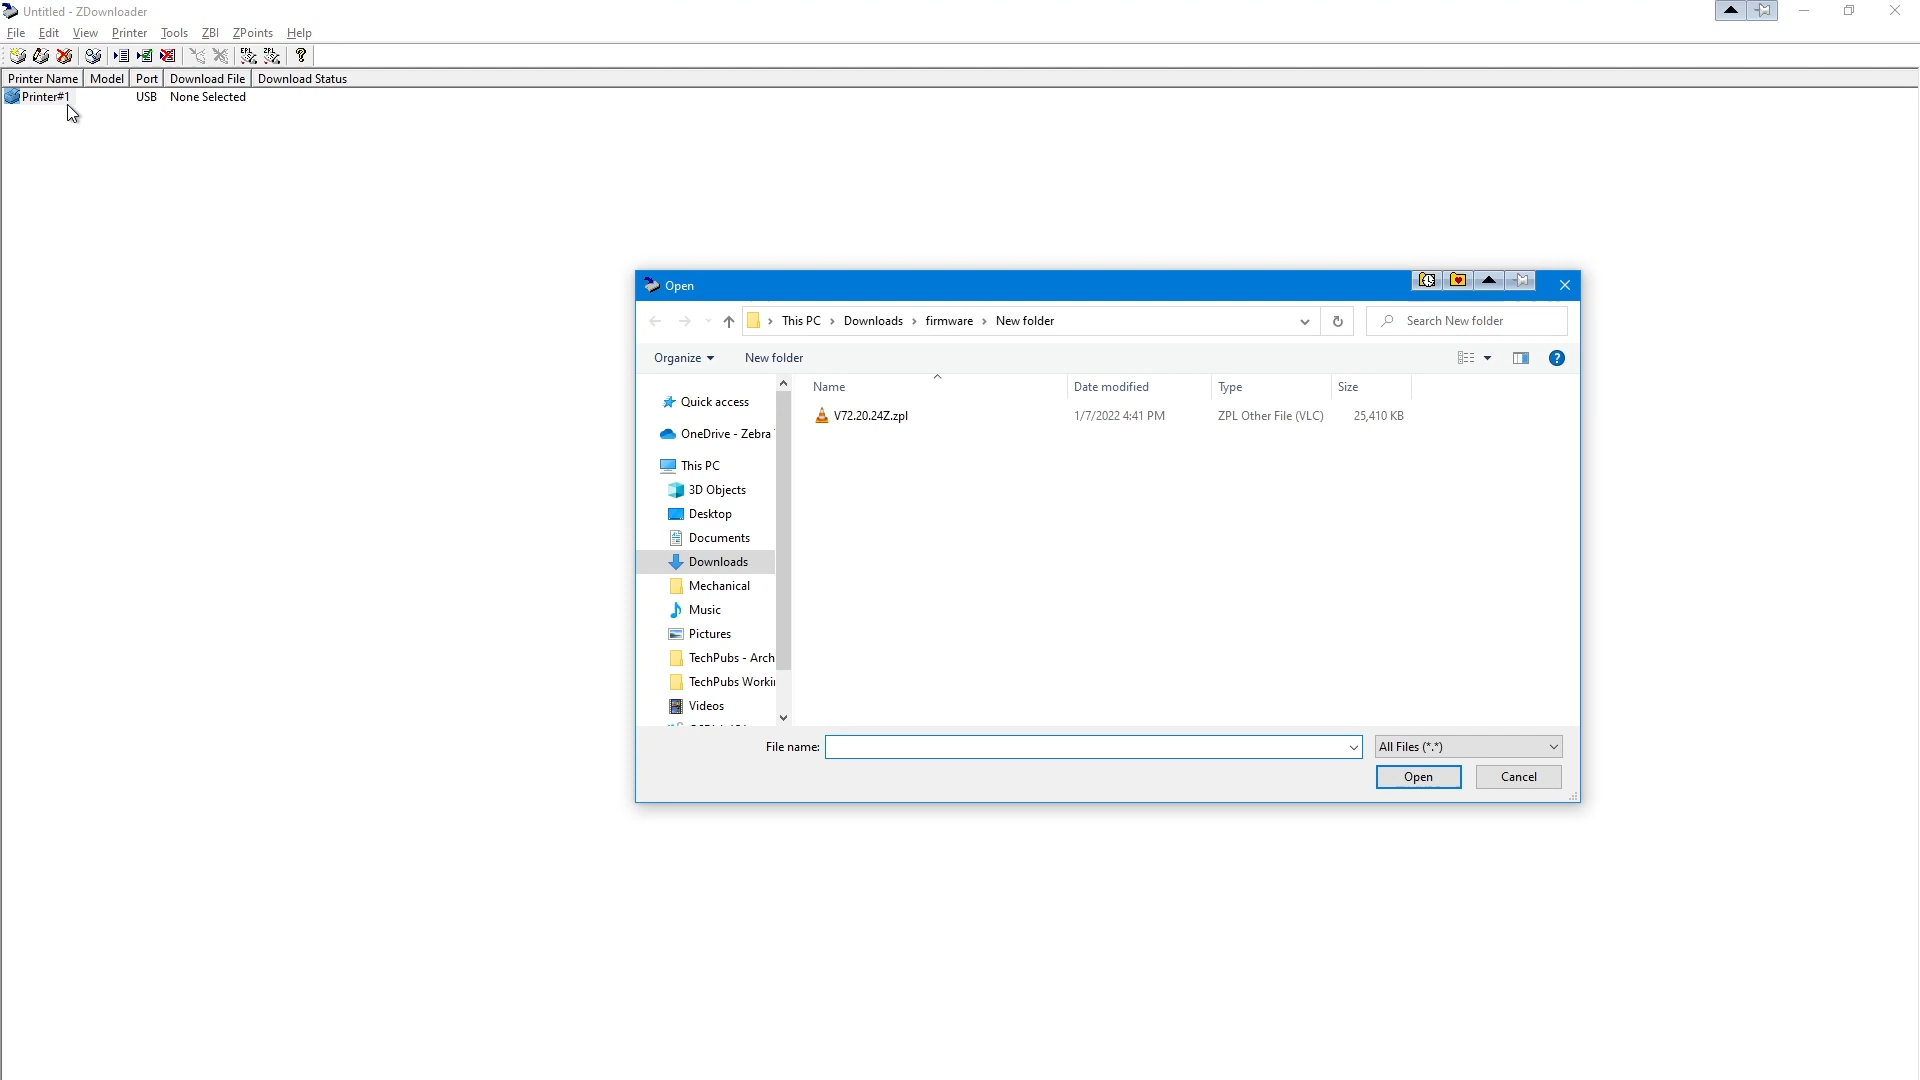 Untitled - ZDownloader
File Edit View Printer Tools ZBI ZPoints Help
EPL ZPL ?
Printer Name Model Port Download File Download Status
Printer#1 USB None Selected
Open
This PC › Downloads › firmware › New folder
Search New folder
Organize New folder
Name Date modified Type Size
V72.20.24Z.zpl 1/7/2022 4:41 PM ZPL Other File (VLC) 25,410 KB
Quick access
OneDrive - Zebra
This PC
3D Objects
Desktop
Documents
Downloads
Mechanical
Music
Pictures
TechPubs - Arch
TechPubs Workin
Videos
File name: All Files (*.*)
Open Cancel